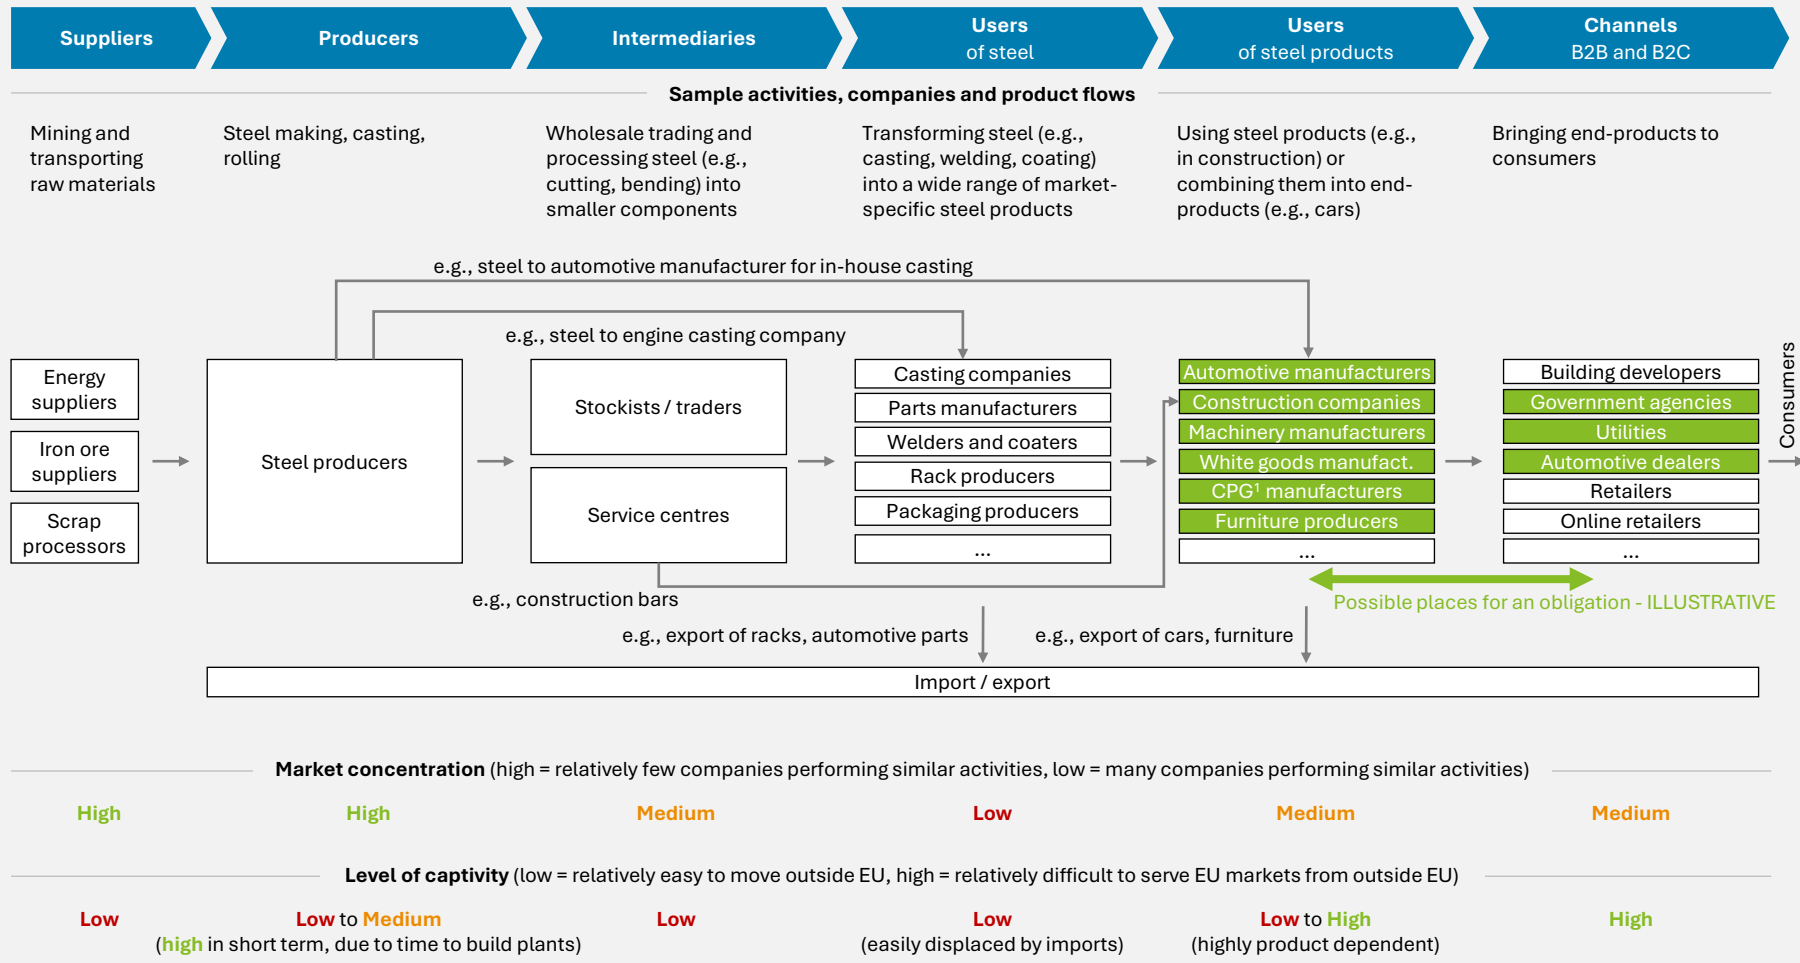 Suppliers
Producers
Intermediaries
Users
of steel
Users
of steel products
Channels
B2B and B2C
Sample activities, companies and product flows
Mining and
transporting
raw materials
Steel making, casting,
rolling
Wholesale trading and
processing steel (e.g.,
cutting, bending) into
smaller components
Transforming steel (e.g.,
casting, welding, coating)
into a wide range of market-
specific steel products
Using steel products (e.g.,
in construction) or
combining them into end-
products (e.g., cars)
Bringing end-products to
consumers
e.g., steel to automotive manufacturer for in-house casting
e.g., steel to engine casting company
Energy
suppliers
Iron ore
suppliers
Scrap
processors
Steel producers
Stockists / traders
Service centres
Casting companies
Parts manufacturers
Welders and coaters
Rack producers
Packaging producers
...
Automotive manufacturers
Construction companies
Machinery manufacturers
White goods manufact.
CPG¹ manufacturers
Furniture producers
...
Building developers
Government agencies
Utilities
Automotive dealers
Retailers
Online retailers
...
Consumers
e.g., construction bars
Possible places for an obligation - ILLUSTRATIVE
e.g., export of racks, automotive parts
e.g., export of cars, furniture
Import / export
Market concentration (high = relatively few companies performing similar activities, low = many companies performing similar activities)
High
High
Medium
Low
Medium
Medium
Level of captivity (low = relatively easy to move outside EU, high = relatively difficult to serve EU markets from outside EU)
Low
Low to Medium
(high in short term, due to time to build plants)
Low
Low
(easily displaced by imports)
Low to High
(highly product dependent)
High